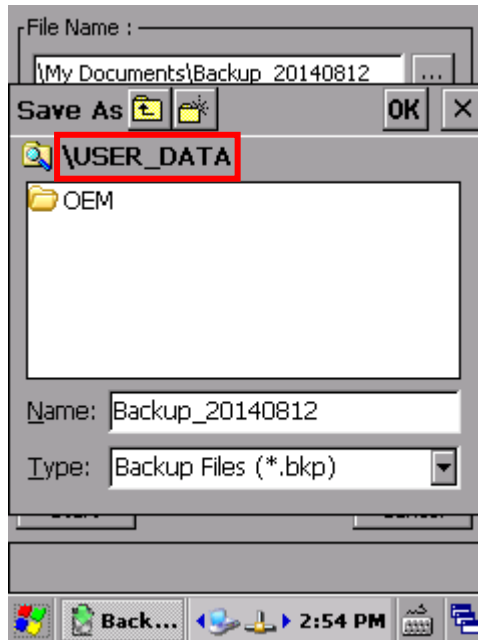 File Name :
\My Documents\Backup_20140812 ...
Save As OK ×
\USER_DATA
OEM
Name: Backup_20140812
Type: Backup Files (*.bkp)
Back... 2:54 PM